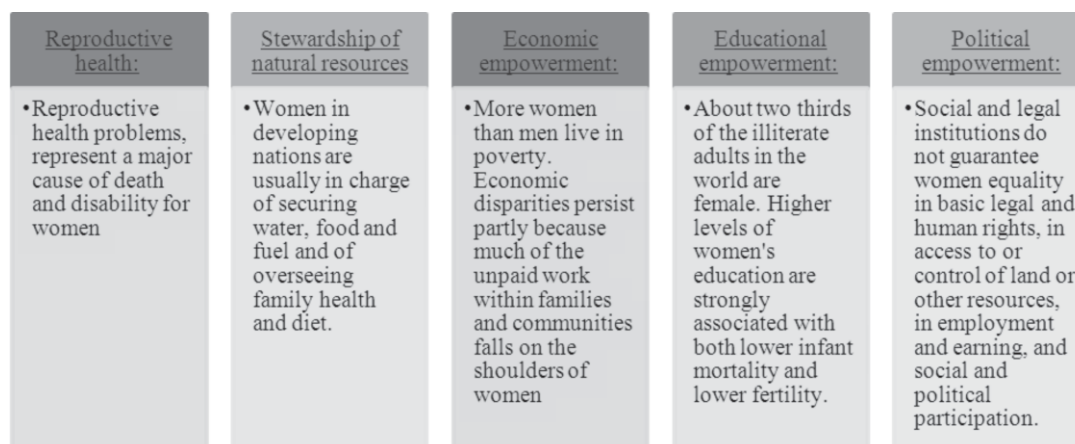 Reproductive
health:
•Reproductive
health problems,
represent a major
cause of death
and disability for
women
Stewardship of
natural resources
•Women in
developing
nations are
usually in charge
of securing
water, food and
fuel and of
overseeing
family health
and diet.
Economic
empowerment:
•More women
than men live in
poverty.
Economic
disparities persist
partly because
much of the
unpaid work
within families
and communities
falls on the
shoulders of
women
Educational
empowerment:
•About two thirds
of the illiterate
adults in the
world are
female. Higher
levels of
women's
education are
strongly
associated with
both lower infant
mortality and
lower fertility.
Political
empowerment:
•Social and legal
institutions do
not guarantee
women equality
in basic legal and
human rights, in
access to or
control of land or
other resources,
in employment
and earning, and
social and
political
participation.